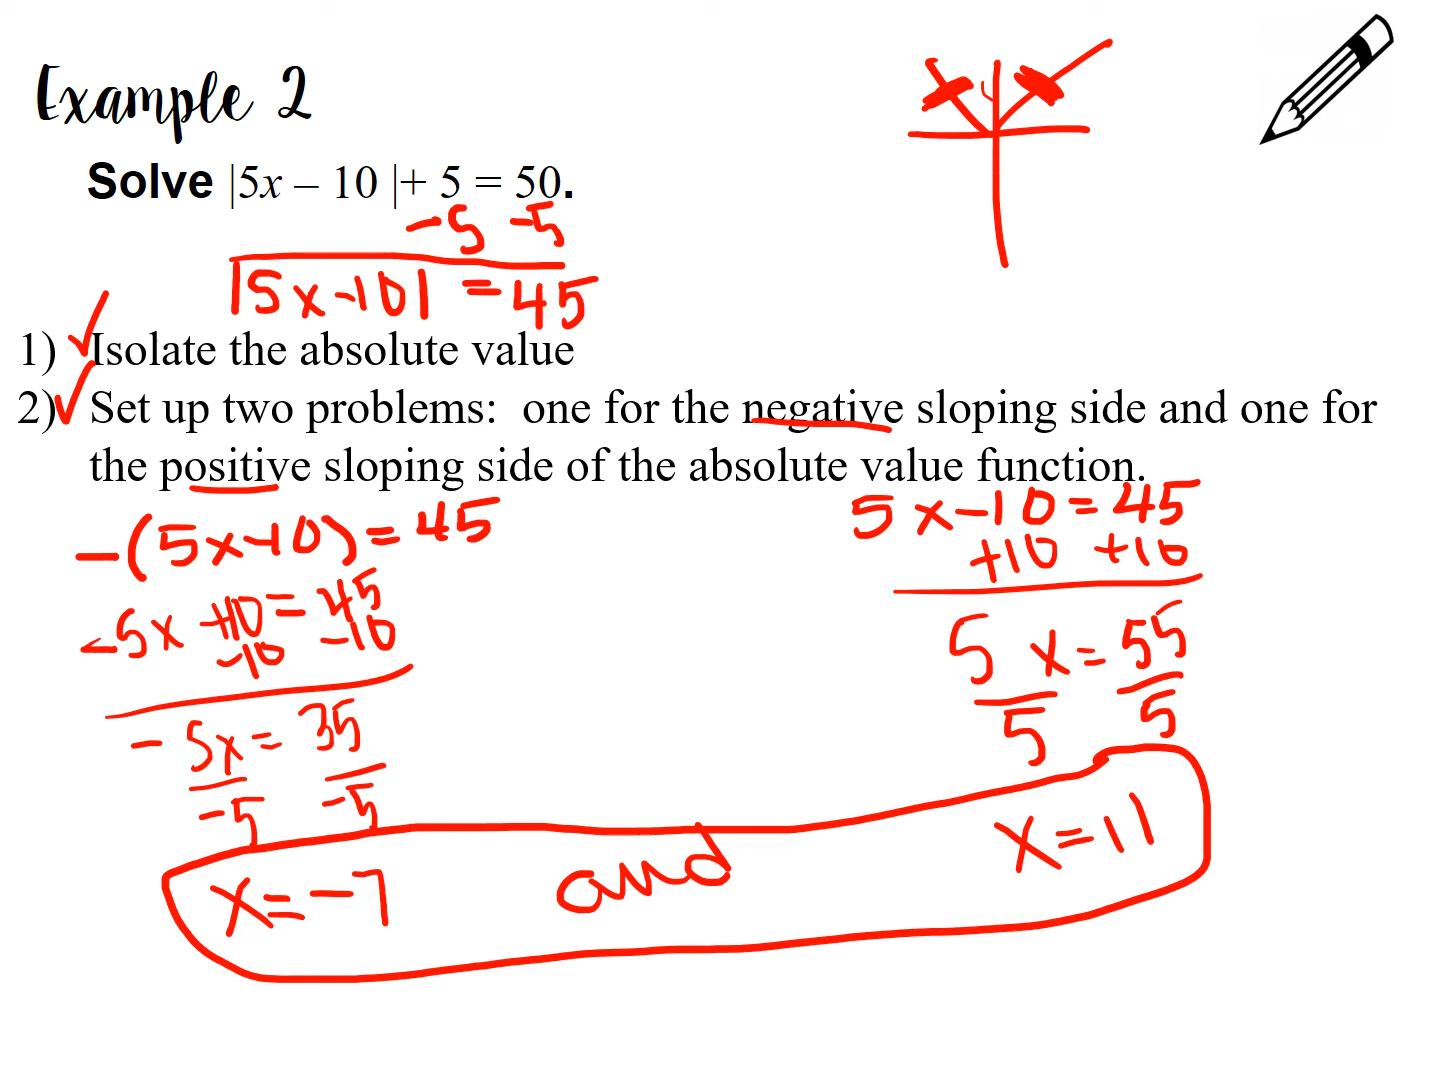 Example 2
Solve |5x – 10 |+ 5 = 50.
-5 -5
|5x-10| = 45
1) Isolate the absolute value
2) Set up two problems: one for the negative sloping side and one for
the positive sloping side of the absolute value function.
-(5x-10) = 45
-5x +10 = 45
-10 -10
-5x = 35
-5 -5
x = -7
5x-10 = 45
+10 +10
5x = 55
5 5
and
x = 11